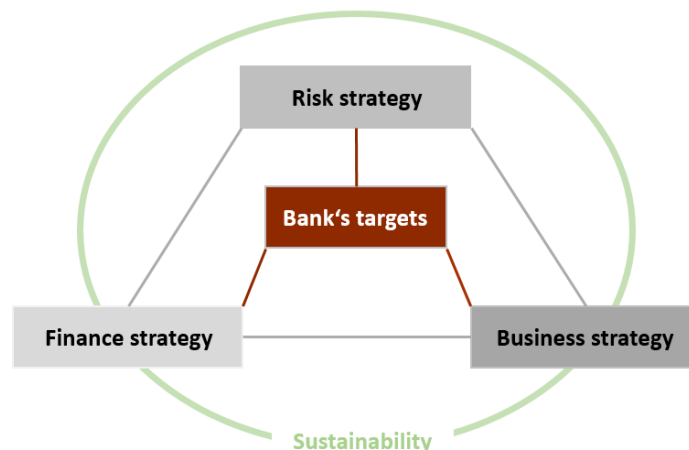 Risk strategy
Bank‘s targets
Finance strategy
Business strategy
Sustainability